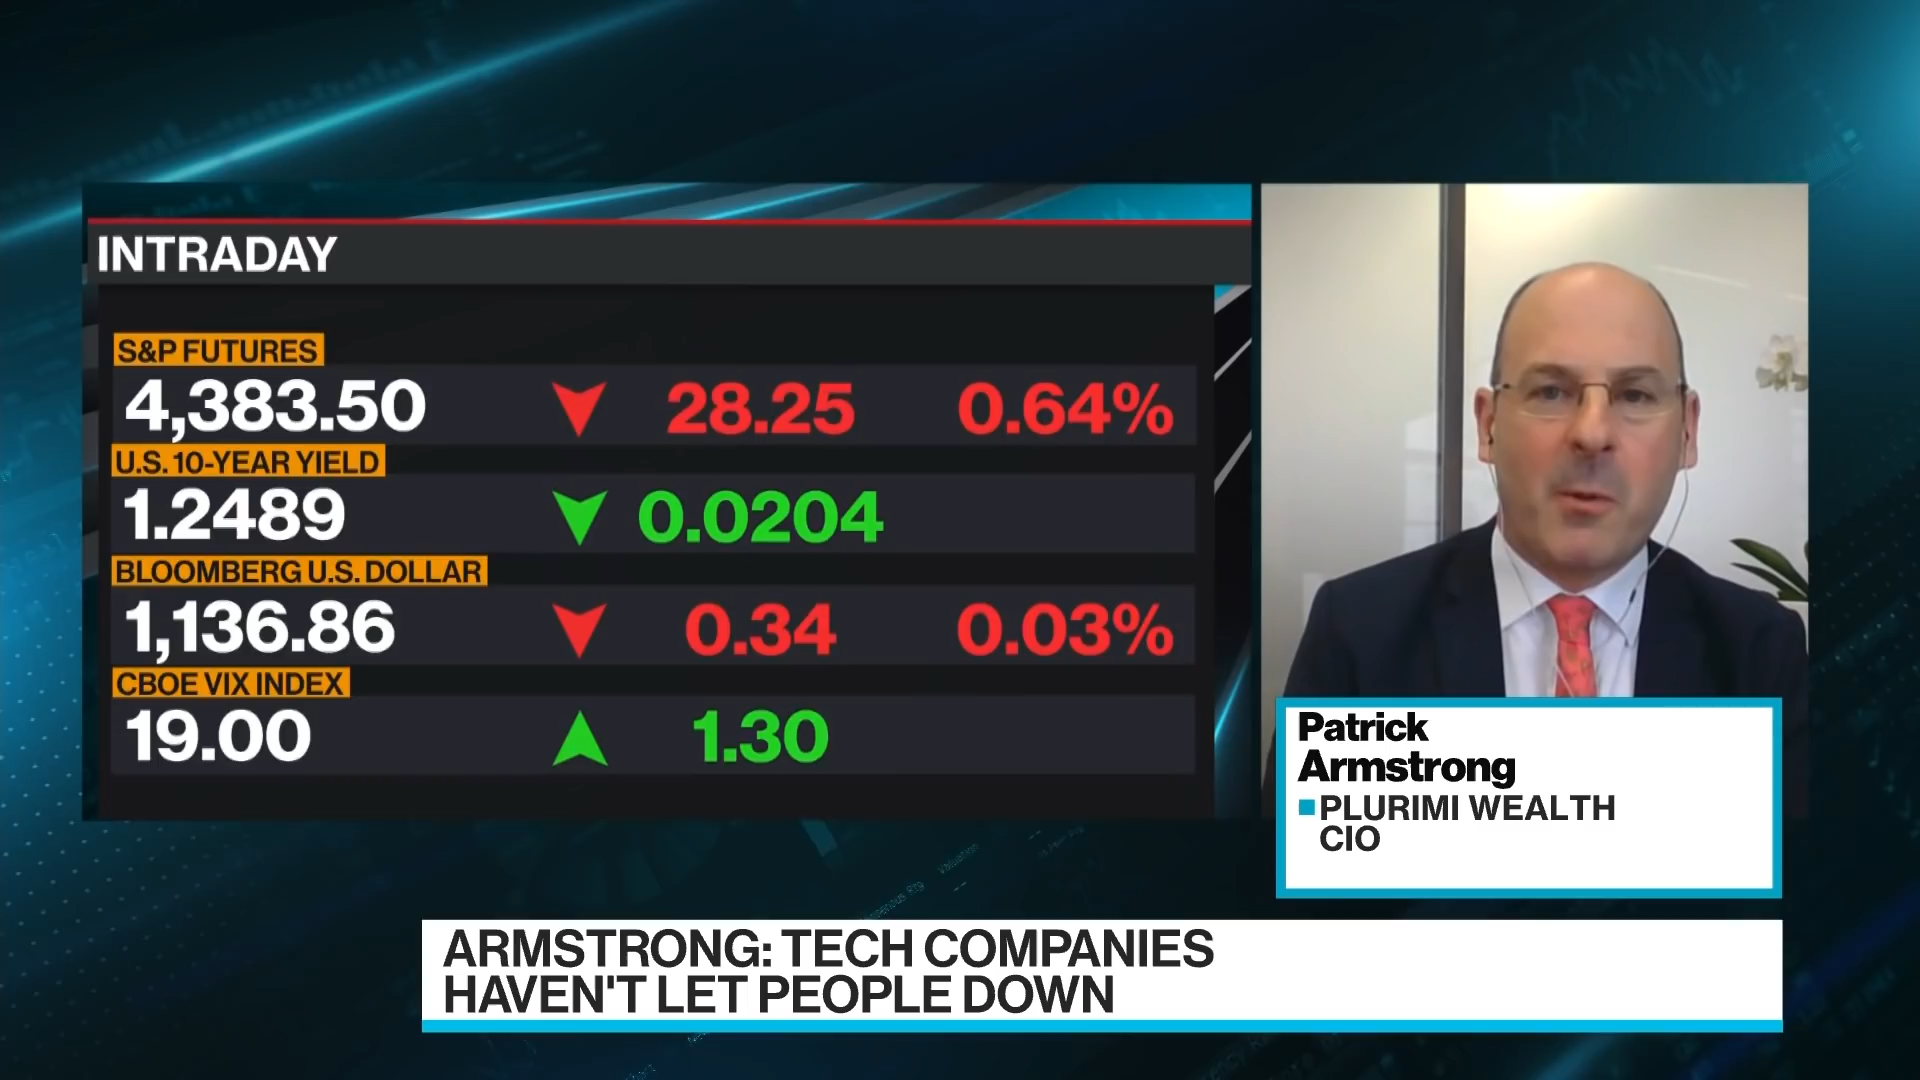 INTRADAY
S&P FUTURES
4,383.50 28.25 0.64%
U.S. 10-YEAR YIELD
1.2489 0.0204
BLOOMBERG U.S. DOLLAR
1,136.86 0.34 0.03%
CBOE VIX INDEX
19.00 1.30
Patrick
Armstrong
PLURIMI WEALTH
CIO
ARMSTRONG: TECH COMPANIES
HAVEN'T LET PEOPLE DOWN